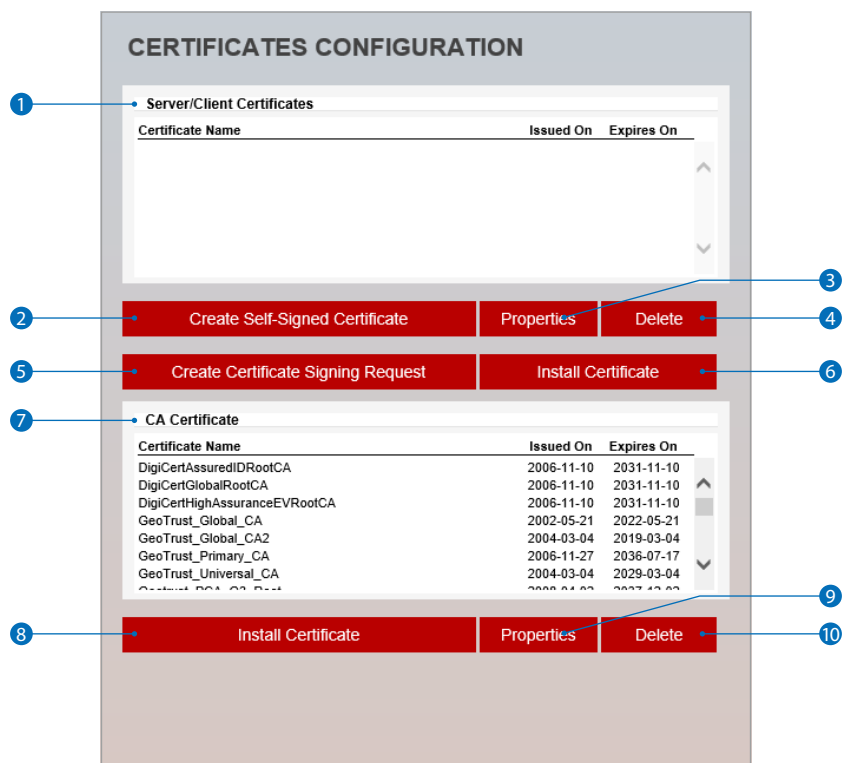 CERTIFICATES CONFIGURATION
1
Server/Client Certificates
Certificate Name Issued On Expires On
3
2 Create Self-Signed Certificate Properties Delete 4
5 Create Certificate Signing Request Install Certificate 6
7 CA Certificate
Certificate Name Issued On Expires On
DigiCertAssuredIDRootCA 2006-11-10 2031-11-10
DigiCertGlobalRootCA 2006-11-10 2031-11-10
DigiCertHighAssuranceEVRootCA 2006-11-10 2031-11-10
GeoTrust_Global_CA 2002-05-21 2022-05-21
GeoTrust_Global_CA2 2004-03-04 2019-03-04
GeoTrust_Primary_CA 2006-11-27 2036-07-17
GeoTrust_Universal_CA 2004-03-04 2029-03-04
9
8 Install Certificate Properties Delete 10